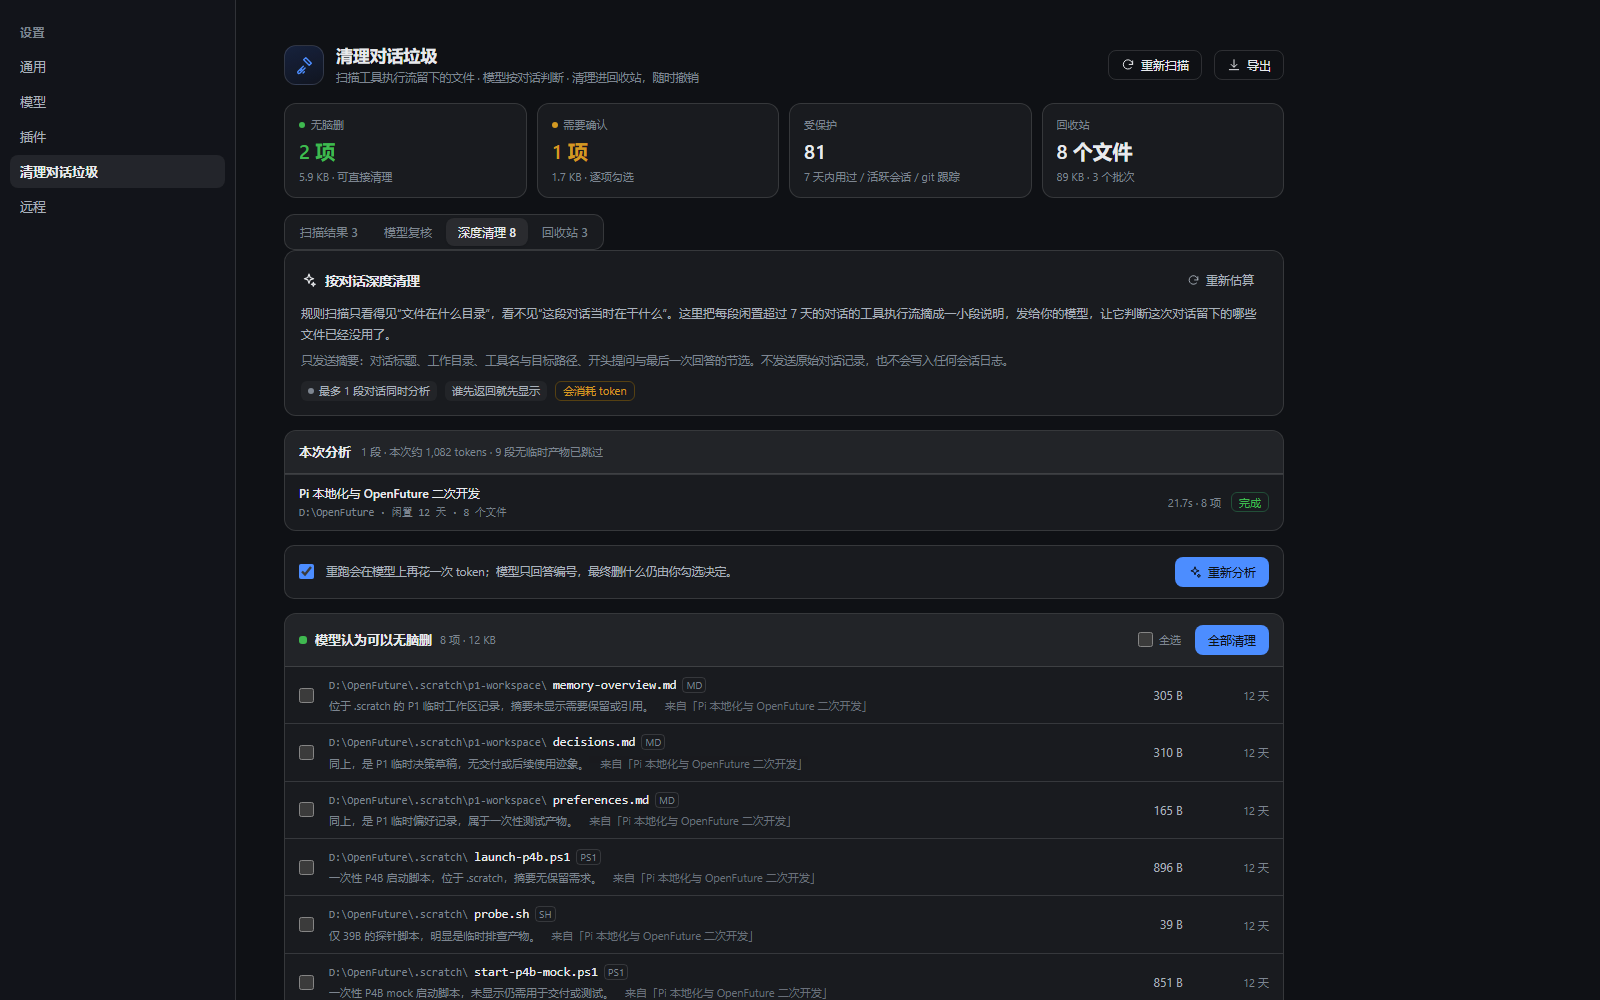 设置
通用
模型
插件
清理对话垃圾
远程
清理对话垃圾
扫描工具执行流留下的文件 · 模型按对话判断 · 清理进回收站，随时撤销
重新扫描
导出
无脑删
2 项
5.9 KB · 可直接清理
需要确认
1 项
1.7 KB · 逐项勾选
受保护
81
7 天内用过 / 活跃会话 / git 跟踪
回收站
8 个文件
89 KB · 3 个批次
扫描结果 3
模型复核
深度清理 8
回收站 3
按对话深度清理
重新估算
规则扫描只看得见“文件在什么目录”，看不见“这段对话当时在干什么”。这里把每段闲置超过 7 天的对话的工具执行流摘成一小段说明，发给你的模型，让它判断这次对话留下的哪些
文件已经没用了。
只发送摘要：对话标题、工作目录、工具名与目标路径、开头提问与最后一次回答的节选。不发送原始对话记录，也不会写入任何会话日志。
最多 1 段对话同时分析
谁先返回就先显示
会消耗 token
本次分析
1 段 · 本次约 1,082 tokens · 9 段无临时产物已跳过
Pi 本地化与 OpenFuture 二次开发
D:\OpenFuture · 闲置 12 天 · 8 个文件
21.7s · 8 项
完成
重跑会在模型上再花一次 token；模型只回答编号，最终删什么仍由你勾选决定。
重新分析
模型认为可以无脑删
8 项 · 12 KB
全选
全部清理
D:\OpenFuture\.scratch\p1-workspace\ memory-overview.md MD
位于 .scratch 的 P1 临时工作区记录，摘要未显示需要保留或引用。 来自「Pi 本地化与 OpenFuture 二次开发」
305 B
12 天
D:\OpenFuture\.scratch\p1-workspace\ decisions.md MD
同上，是 P1 临时决策草稿，无交付或后续使用迹象。 来自「Pi 本地化与 OpenFuture 二次开发」
310 B
12 天
D:\OpenFuture\.scratch\p1-workspace\ preferences.md MD
同上，是 P1 临时偏好记录，属于一次性测试产物。 来自「Pi 本地化与 OpenFuture 二次开发」
165 B
12 天
D:\OpenFuture\.scratch\ launch-p4b.ps1 PS1
一次性 P4B 启动脚本，位于 .scratch，摘要无保留需求。 来自「Pi 本地化与 OpenFuture 二次开发」
896 B
12 天
D:\OpenFuture\.scratch\ probe.sh SH
仅 39B 的探针脚本，明显是临时排查产物。 来自「Pi 本地化与 OpenFuture 二次开发」
39 B
12 天
D:\OpenFuture\.scratch\ start-p4b-mock.ps1 PS1
一次性 P4B mock 启动脚本，未显示仍需用于交付或测试。 来自「Pi 本地化与 OpenFuture 二次开发」
851 B
12 天